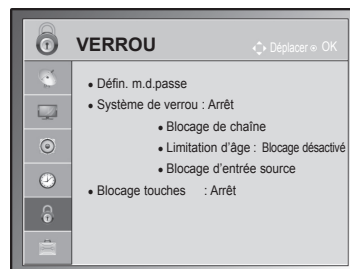 VERROU
Déplacer OK
• Défin. m.d.passe
• Système de verrou : Arrêt
• Blocage de chaîne
• Limitation d'âge : Blocage désactivé
• Blocage d'entrée source
• Blocage touches : Arrêt